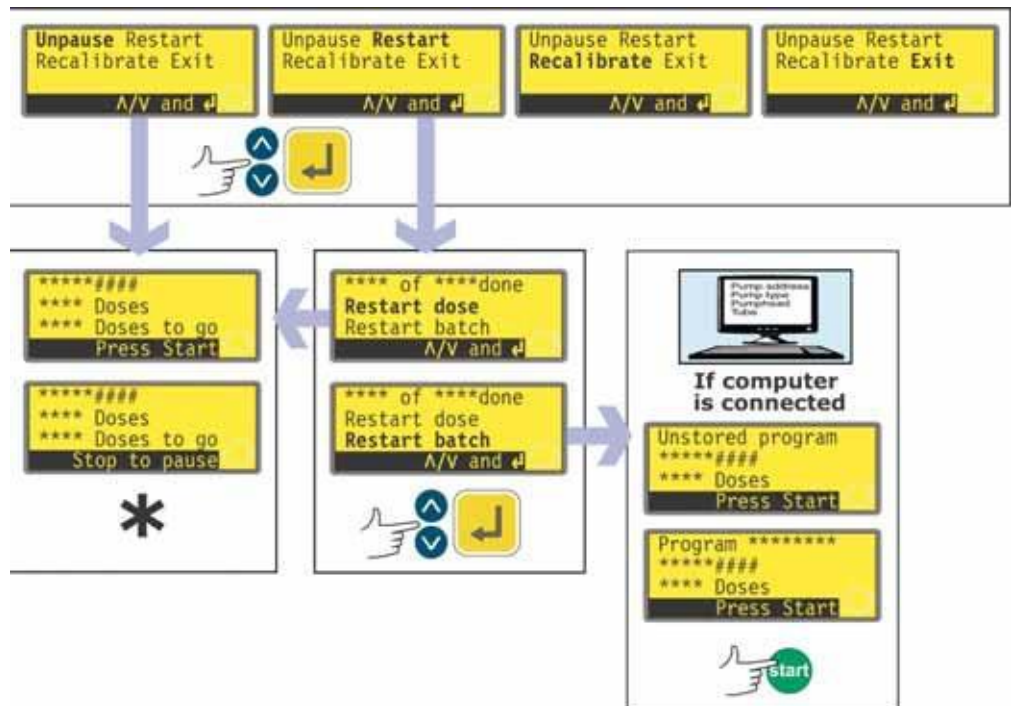 Unpause Restart
Recalibrate Exit
∧/∨ and ↵
Unpause Restart
Recalibrate Exit
∧/∨ and ↵
Unpause Restart
Recalibrate Exit
∧/∨ and ↵
Unpause Restart
Recalibrate Exit
∧/∨ and ↵
*****####
**** Doses
**** Doses to go
Press Start
*****####
**** Doses
**** Doses to go
Stop to pause
*
**** of ****done
Restart dose
Restart batch
∧/∨ and ↵
**** of ****done
Restart dose
Restart batch
∧/∨ and ↵
Pump address
Pump type
Pumphead
Tube
If computer
is connected
Unstored program
*****####
**** Doses
Press Start
Program ********
*****####
**** Doses
Press Start
start